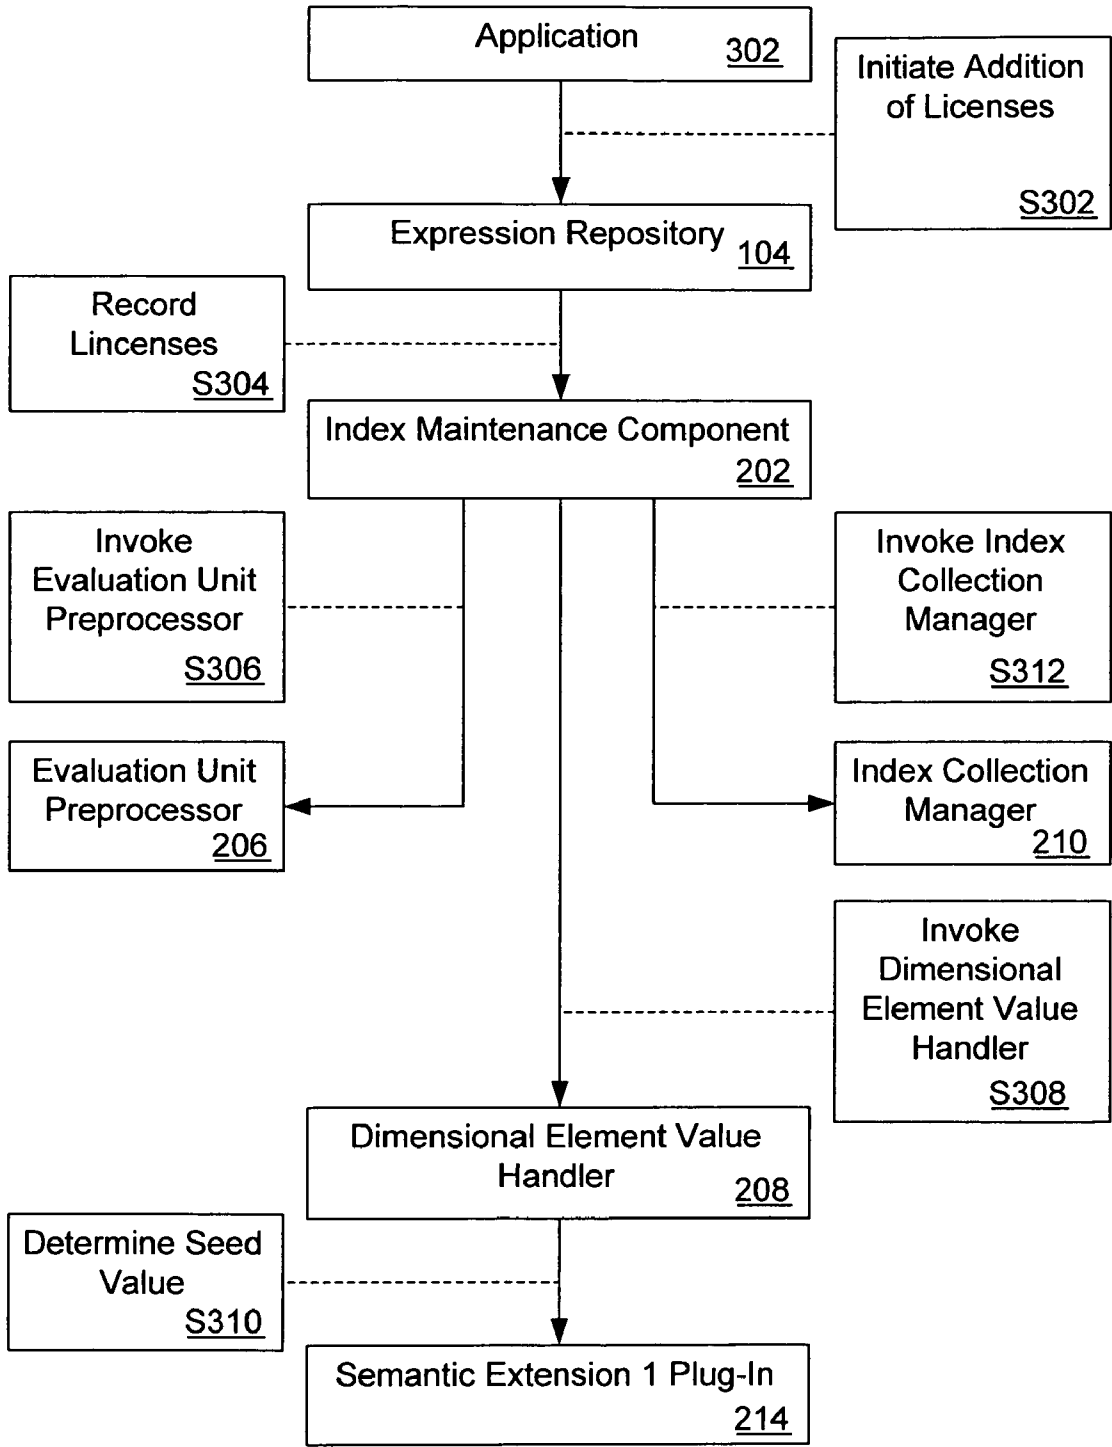 Application
302
Initiate Addition
of Licenses
S302
Expression Repository
104
Record
Lincenses
S304
Index Maintenance Component
202
Invoke
Evaluation Unit
Preprocessor
S306
Invoke Index
Collection
Manager
S312
Evaluation Unit
Preprocessor
206
Index Collection
Manager
210
Invoke
Dimensional
Element Value
Handler
S308
Dimensional Element Value
Handler
208
Determine Seed
Value
S310
Semantic Extension 1 Plug-In
214